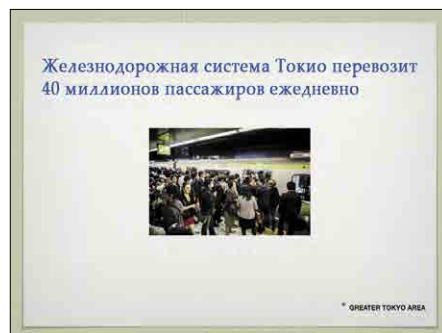 Железнодорожная система Токио перевозит
40 миллионов пассажиров ежедневно
* GREATER TOKYO AREA